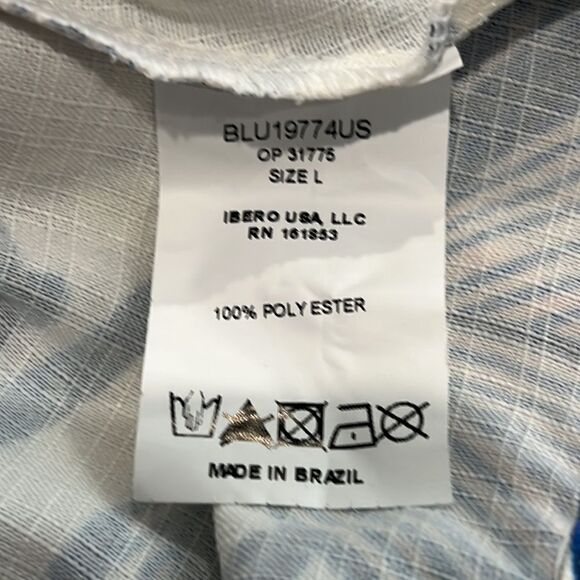 BLU19774US
OP 31775
SIZE L
IBERO USA, LLC
RN 161853
100% POLYESTER
MADE IN BRAZIL